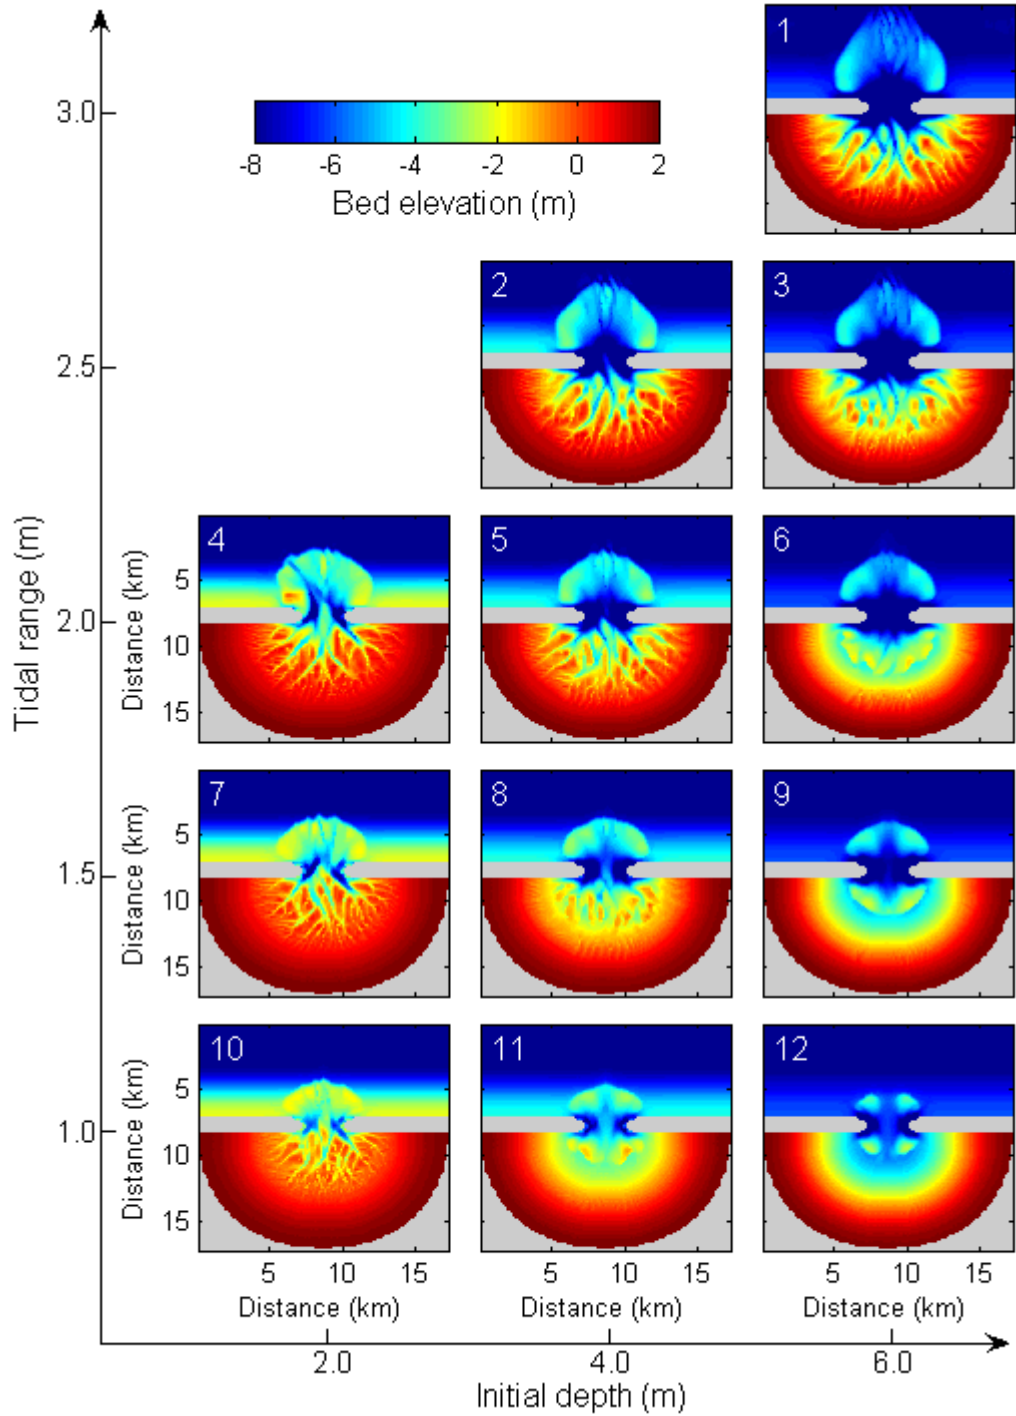 1
3.0
-8 -6 -4 -2 0 2
Bed elevation (m)
2 3
2.5
Tidal range (m)
4 5 6
Distance (km)
5
2.0
10
15
7 8 9
Distance (km)
5
1.5
10
15
10 11 12
Distance (km)
5
1.0
10
15
5 10 15 5 10 15 5 10 15
Distance (km) Distance (km) Distance (km)
2.0 4.0 6.0
Initial depth (m)